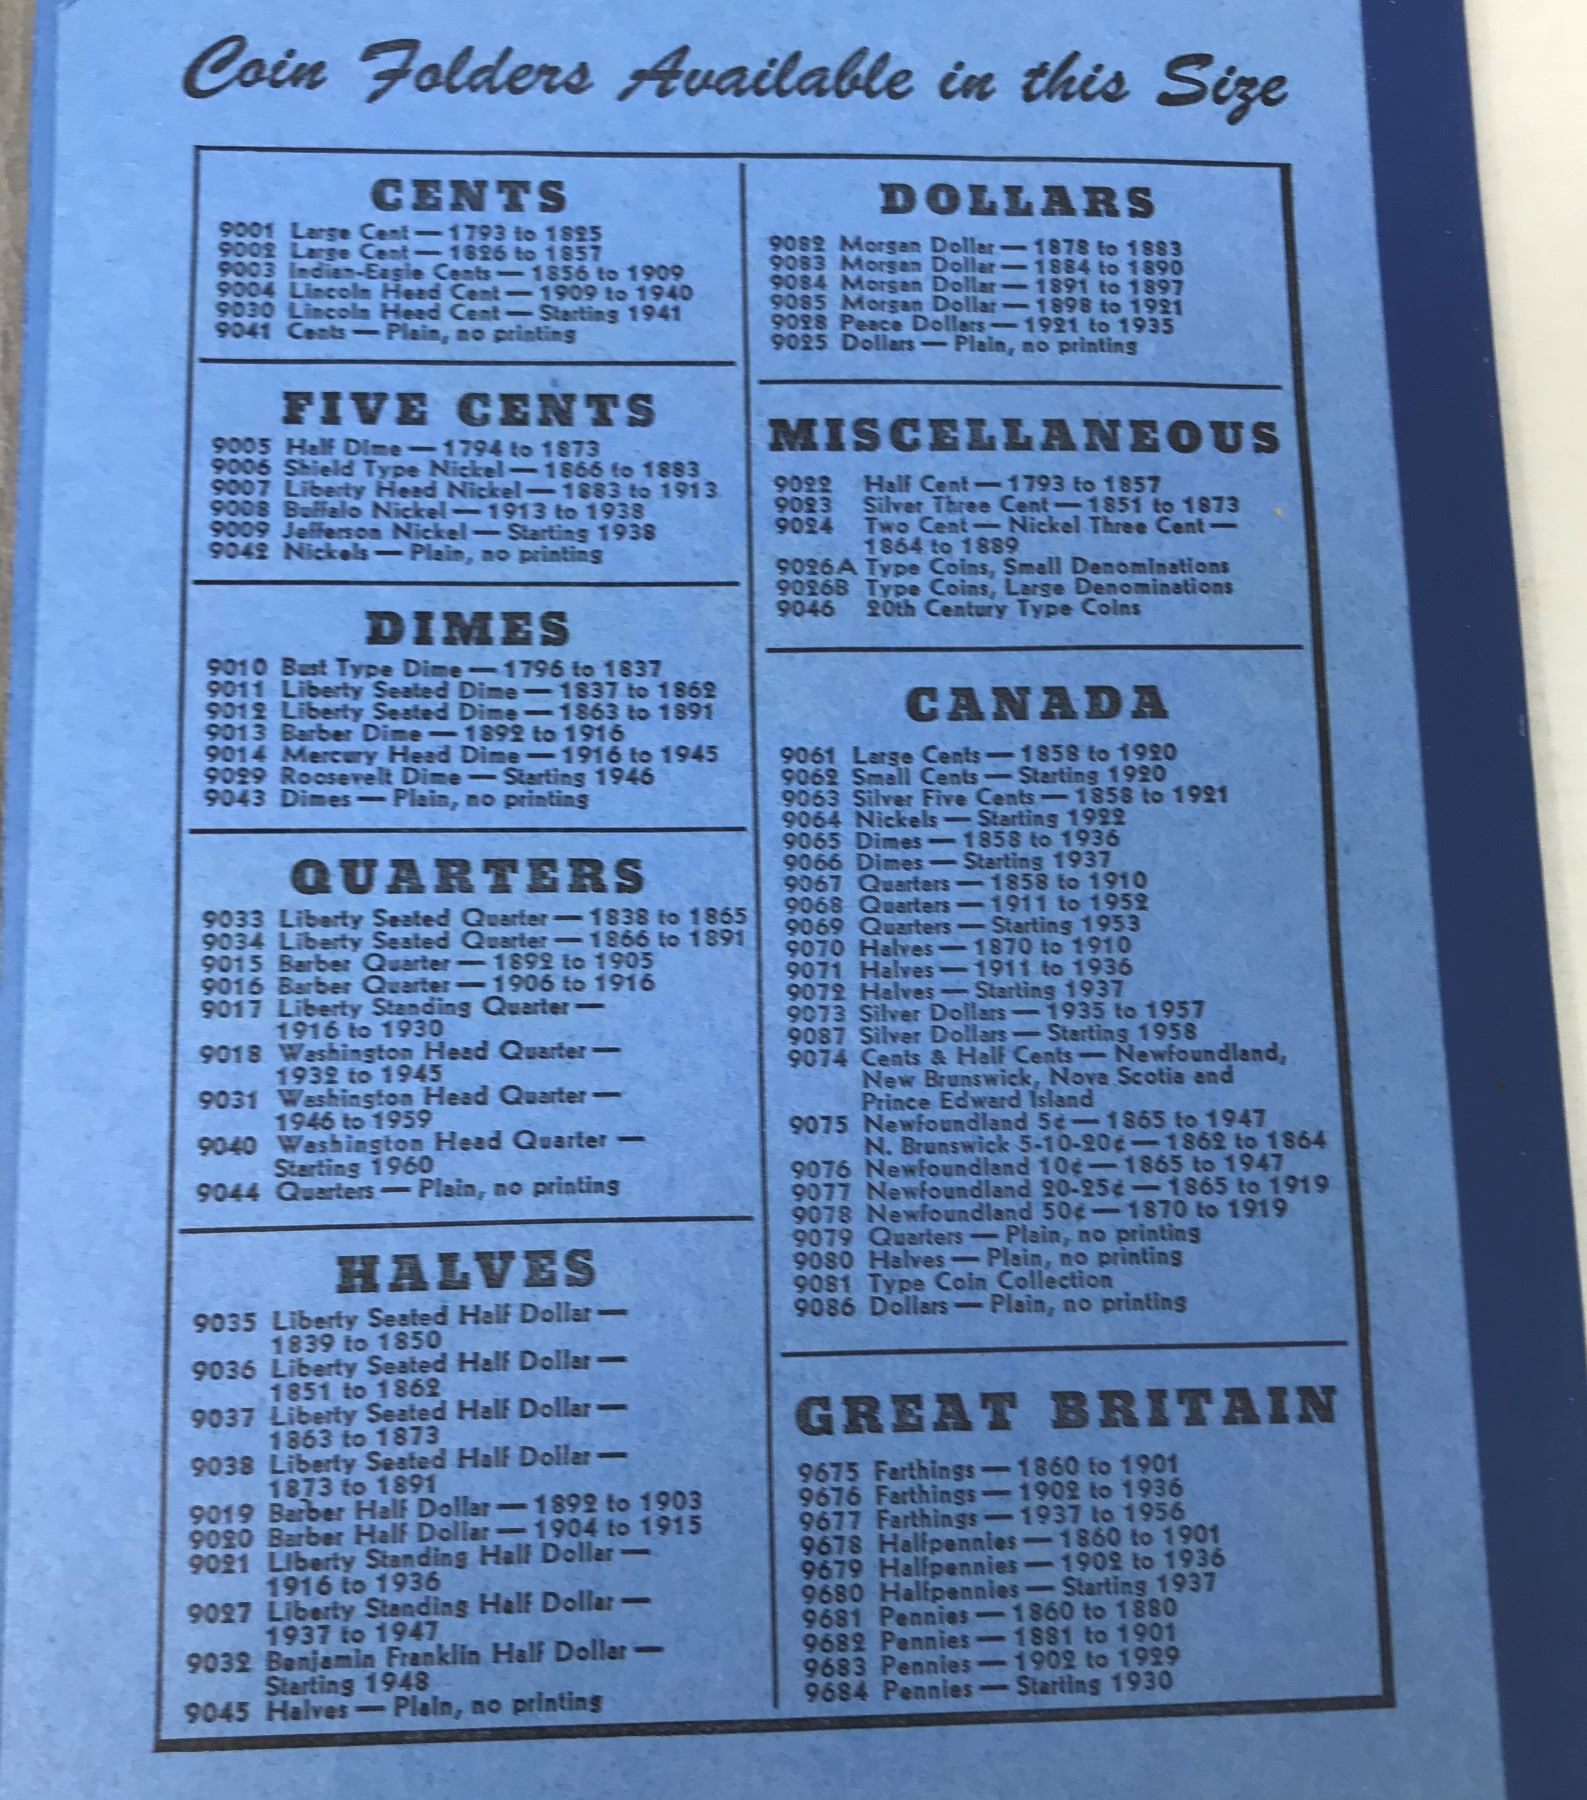 Coin Folders Available in this Size
CENTS
9001 Large Cent — 1793 to 1825
9002 Large Cent — 1826 to 1857
9003 Indian-Eagle Cents — 1856 to 1909
9004 Lincoln Head Cent — 1909 to 1940
9030 Lincoln Head Cent — Starting 1941
9041 Cents — Plain, no printing
FIVE CENTS
9005 Half Dime — 1794 to 1873
9006 Shield Type Nickel — 1866 to 1883
9007 Liberty Head Nickel — 1883 to 1913
9008 Buffalo Nickel — 1913 to 1938
9009 Jefferson Nickel — Starting 1938
9042 Nickels — Plain, no printing
DIMES
9010 Bust Type Dime — 1796 to 1837
9011 Liberty Seated Dime — 1837 to 1862
9012 Liberty Seated Dime — 1863 to 1891
9013 Barber Dime — 1892 to 1916
9014 Mercury Head Dime — 1916 to 1945
9029 Roosevelt Dime — Starting 1946
9043 Dimes — Plain, no printing
QUARTERS
9033 Liberty Seated Quarter — 1838 to 1865
9034 Liberty Seated Quarter — 1866 to 1891
9015 Barber Quarter — 1892 to 1905
9016 Barber Quarter — 1906 to 1916
9017 Liberty Standing Quarter —
1916 to 1930
9018 Washington Head Quarter —
1932 to 1945
9031 Washington Head Quarter —
1946 to 1959
9040 Washington Head Quarter —
Starting 1960
9044 Quarters — Plain, no printing
HALVES
9035 Liberty Seated Half Dollar —
1839 to 1850
9036 Liberty Seated Half Dollar —
1851 to 1862
9037 Liberty Seated Half Dollar —
1863 to 1873
9038 Liberty Seated Half Dollar —
1873 to 1891
9019 Barber Half Dollar — 1892 to 1903
9020 Barber Half Dollar — 1904 to 1915
9021 Liberty Standing Half Dollar —
1916 to 1936
9027 Liberty Standing Half Dollar —
1937 to 1947
9032 Benjamin Franklin Half Dollar —
Starting 1948
9045 Halves — Plain, no printing
DOLLARS
9082 Morgan Dollar — 1878 to 1883
9083 Morgan Dollar — 1884 to 1890
9084 Morgan Dollar — 1891 to 1897
9085 Morgan Dollar — 1898 to 1921
9028 Peace Dollars — 1921 to 1935
9025 Dollars — Plain, no printing
MISCELLANEOUS
9022 Half Cent — 1793 to 1857
9023 Silver Three Cent — 1851 to 1873
9024 Two Cent — Nickel Three Cent —
1864 to 1889
9026A Type Coins, Small Denominations
9026B Type Coins, Large Denominations
9046 20th Century Type Coins
CANADA
9061 Large Cents — 1858 to 1920
9062 Small Cents — Starting 1920
9063 Silver Five Cents — 1858 to 1921
9064 Nickels — Starting 1922
9065 Dimes — 1858 to 1936
9066 Dimes — Starting 1937
9067 Quarters — 1858 to 1910
9068 Quarters — 1911 to 1952
9069 Quarters — Starting 1953
9070 Halves — 1870 to 1910
9071 Halves — 1911 to 1936
9072 Halves — Starting 1937
9073 Silver Dollars — 1935 to 1957
9087 Silver Dollars — Starting 1958
9074 Cents & Half Cents — Newfoundland,
New Brunswick, Nova Scotia and
Prince Edward Island
9075 Newfoundland 5¢ — 1865 to 1947
N. Brunswick 5-10-20¢ — 1862 to 1864
9076 Newfoundland 10¢ — 1865 to 1947
9077 Newfoundland 20-25¢ — 1865 to 1919
9078 Newfoundland 50¢ — 1870 to 1919
9079 Quarters — Plain, no printing
9080 Halves — Plain, no printing
9081 Type Coin Collection
9086 Dollars — Plain, no printing
GREAT BRITAIN
9675 Farthings — 1860 to 1901
9676 Farthings — 1902 to 1936
9677 Farthings — 1937 to 1956
9678 Halfpennies — 1860 to 1901
9679 Halfpennies — 1902 to 1936
9680 Halfpennies — Starting 1937
9681 Pennies — 1860 to 1880
9682 Pennies — 1881 to 1901
9683 Pennies — 1902 to 1929
9684 Pennies — Starting 1930